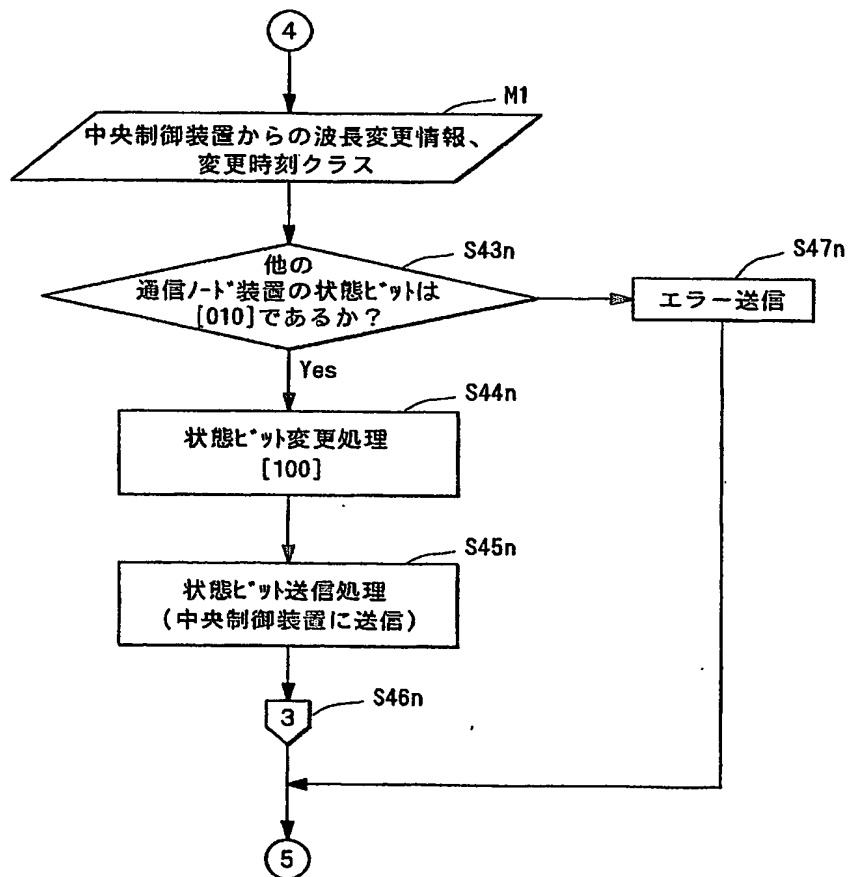 4
M1
中央制御装置からの波長変更情報、
変更時刻クラス
S43n
他の
通信ﾉｰﾄﾞ装置の状態ﾋﾞｯﾄは
[010]であるか？
S47n
エラー送信
Yes
S44n
状態ﾋﾞｯﾄ変更処理
[100]
S45n
状態ﾋﾞｯﾄ送信処理
(中央制御装置に送信)
3
S46n
5